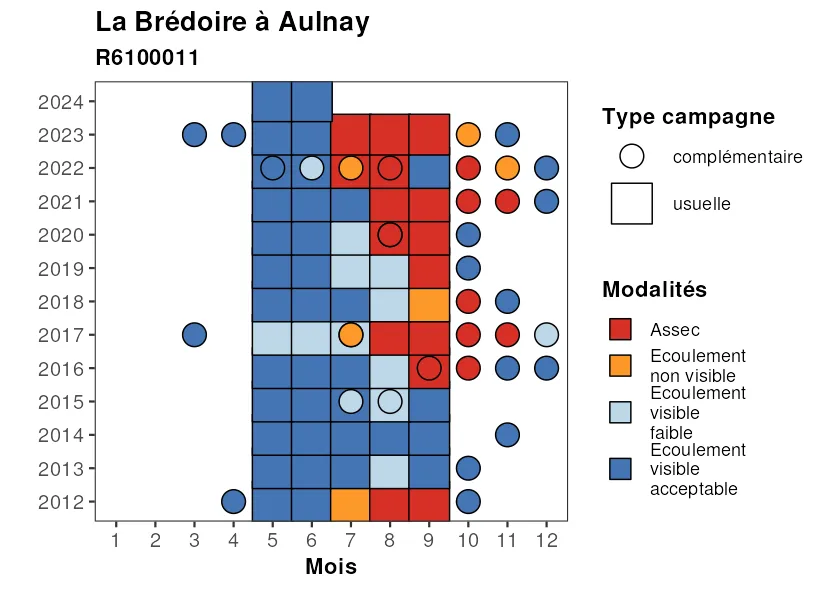 La Brédoire à Aulnay
R6100011
2024
2023
2022
2021
2020
2019
2018
2017
2016
2015
2014
2013
2012
1 2 3 4 5 6 7 8 9 10 11 12
Mois
Type campagne
complémentaire
usuelle
Modalités
Assec
Ecoulement
non visible
Ecoulement
visible
faible
Ecoulement
visible
acceptable